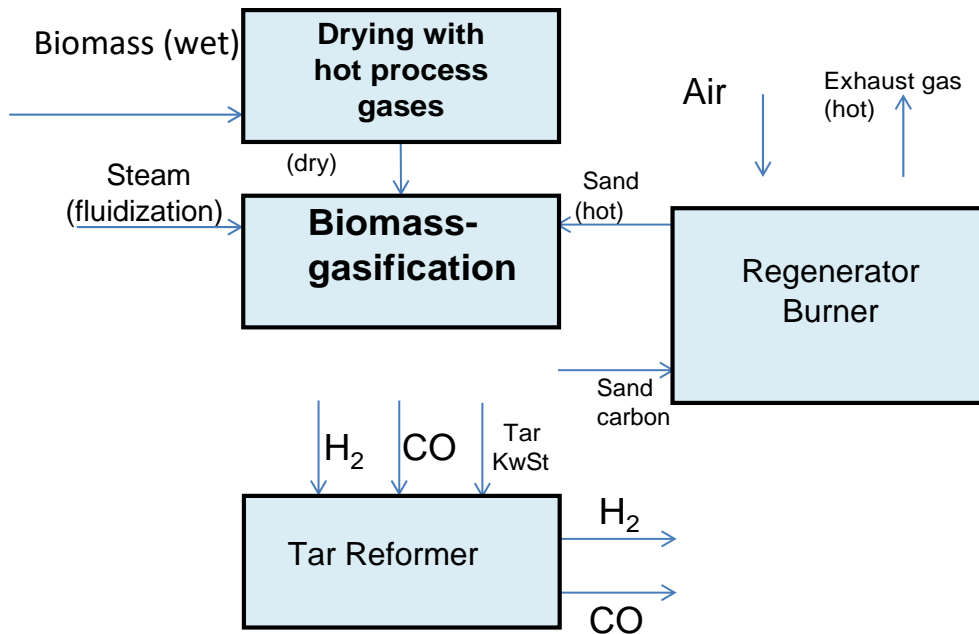 Biomass (wet)
Drying with
hot process
gases
Air
Exhaust gas
(hot)
(dry)
Steam
(fluidization)
Sand
(hot)
Biomass-
gasification
Regenerator
Burner
Sand
carbon
H₂
CO
Tar
KwSt
H₂
Tar Reformer
CO